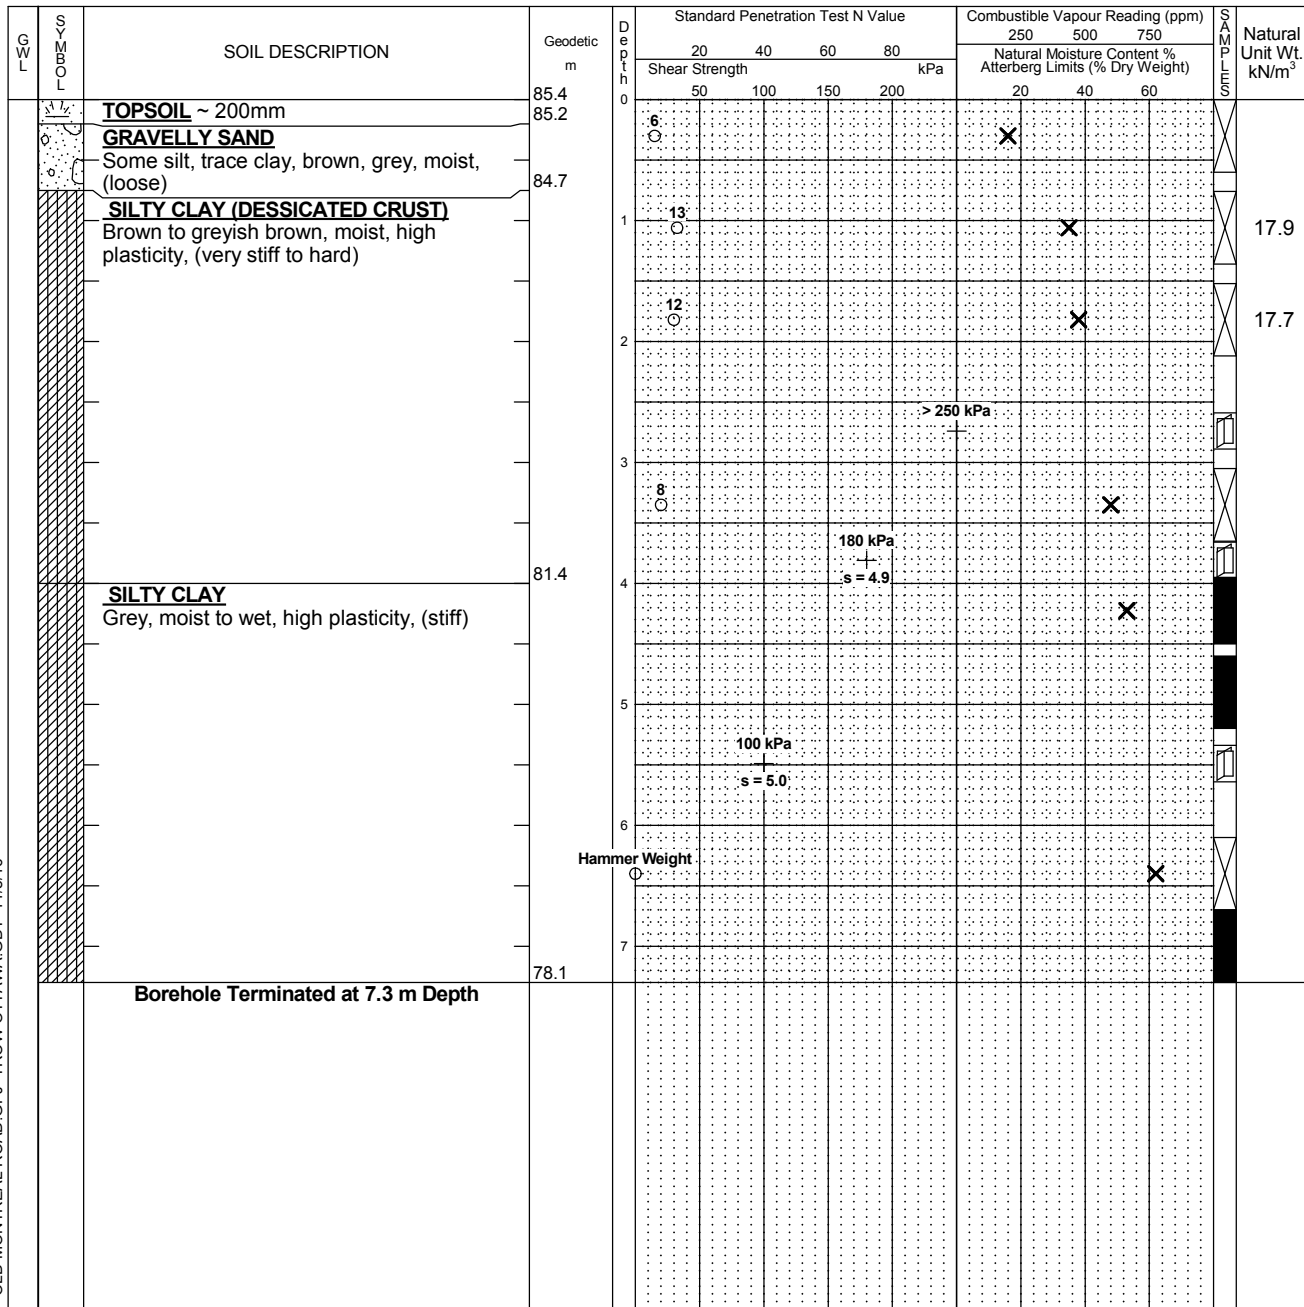 GWL
SYMBOL
SOIL DESCRIPTION
Geodetic
m
Depth
Standard Penetration Test N Value
20 40 60 80
Shear Strength kPa
50 100 150 200
Combustible Vapour Reading (ppm)
250 500 750
Natural Moisture Content %
Atterberg Limits (% Dry Weight)
20 40 60
SAMPLES
Natural
Unit Wt.
kN/m³
85.4
0
TOPSOIL ~ 200mm
85.2
GRAVELLY SAND
Some silt, trace clay, brown, grey, moist,
(loose)
6
84.7
SILTY CLAY (DESSICATED CRUST)
Brown to greyish brown, moist, high
plasticity, (very stiff to hard)
1
13
17.9
12
17.7
2
> 250 kPa
3
8
180 kPa
s = 4.9
81.4
4
SILTY CLAY
Grey, moist to wet, high plasticity, (stiff)
5
100 kPa
s = 5.0
6
Hammer Weight
7
78.1
Borehole Terminated at 7.3 m Depth